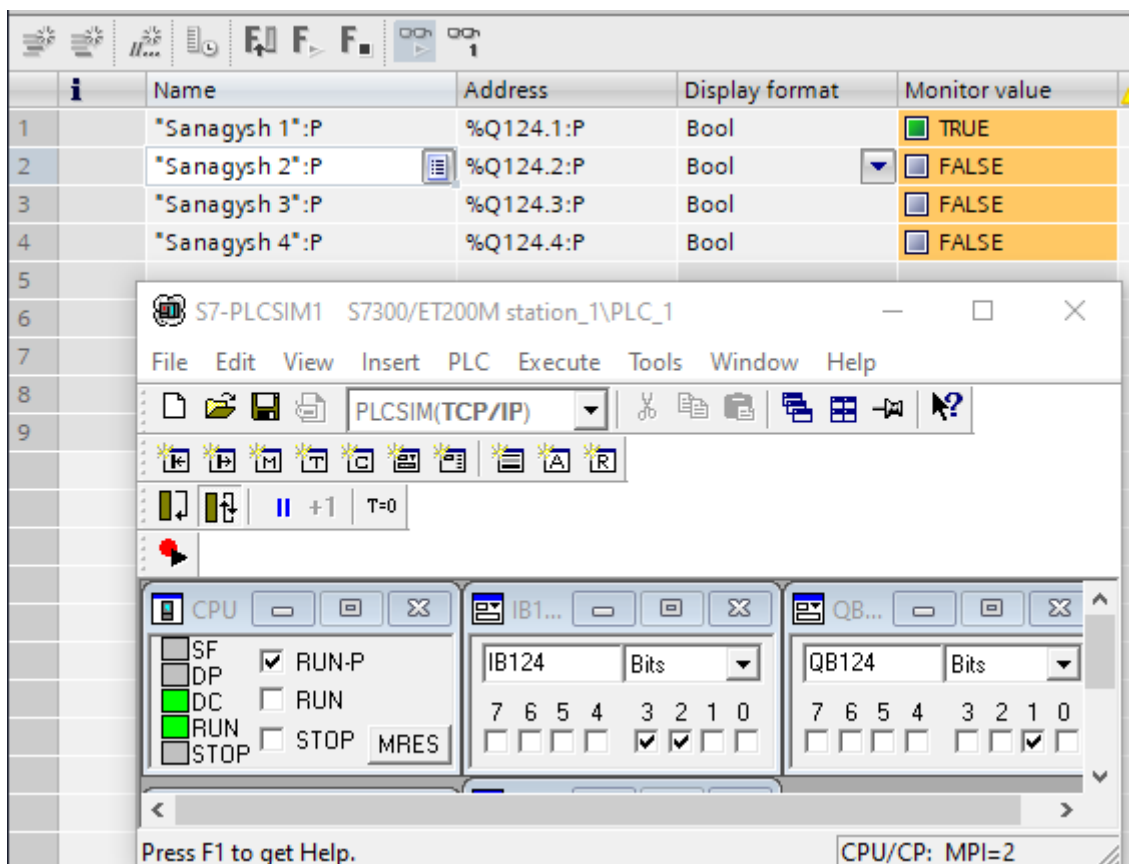 i Name Address Display format Monitor value
1 "Sanagysh 1":P %Q124.1:P Bool TRUE
2 "Sanagysh 2":P %Q124.2:P Bool FALSE
3 "Sanagysh 3":P %Q124.3:P Bool FALSE
4 "Sanagysh 4":P %Q124.4:P Bool FALSE
5
6
7
8
9
S7-PLCSIM1 S7300/ET200M station_1\PLC_1
File Edit View Insert PLC Execute Tools Window Help
PLCSIM(TCP/IP)
+1 T=0
CPU IB1... QB...
SF
DP
DC
RUN
STOP
RUN-P
RUN
STOP MRES
IB124 Bits
7 6 5 4 3 2 1 0
QB124 Bits
7 6 5 4 3 2 1 0
Press F1 to get Help. CPU/CP: MPI=2